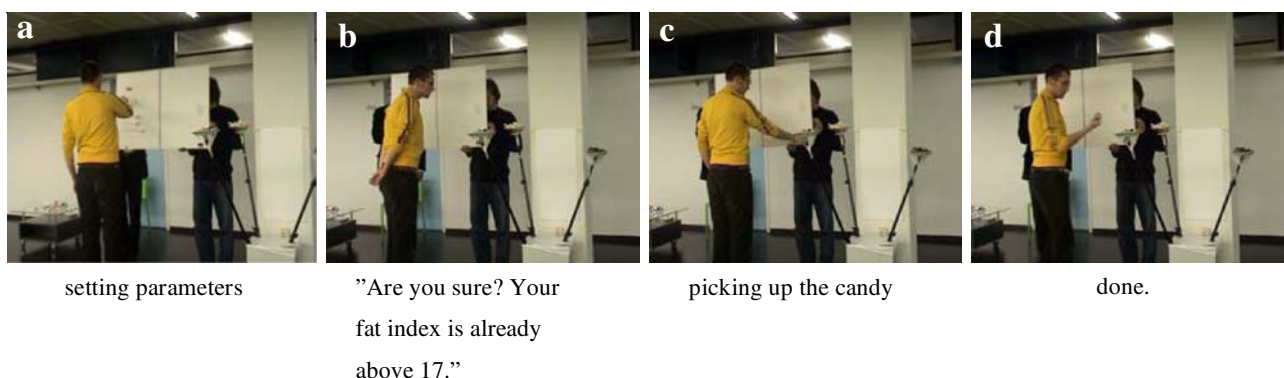 a
b
c
d
setting parameters
”Are you sure? Your
fat index is already
above 17.”
picking up the candy
done.